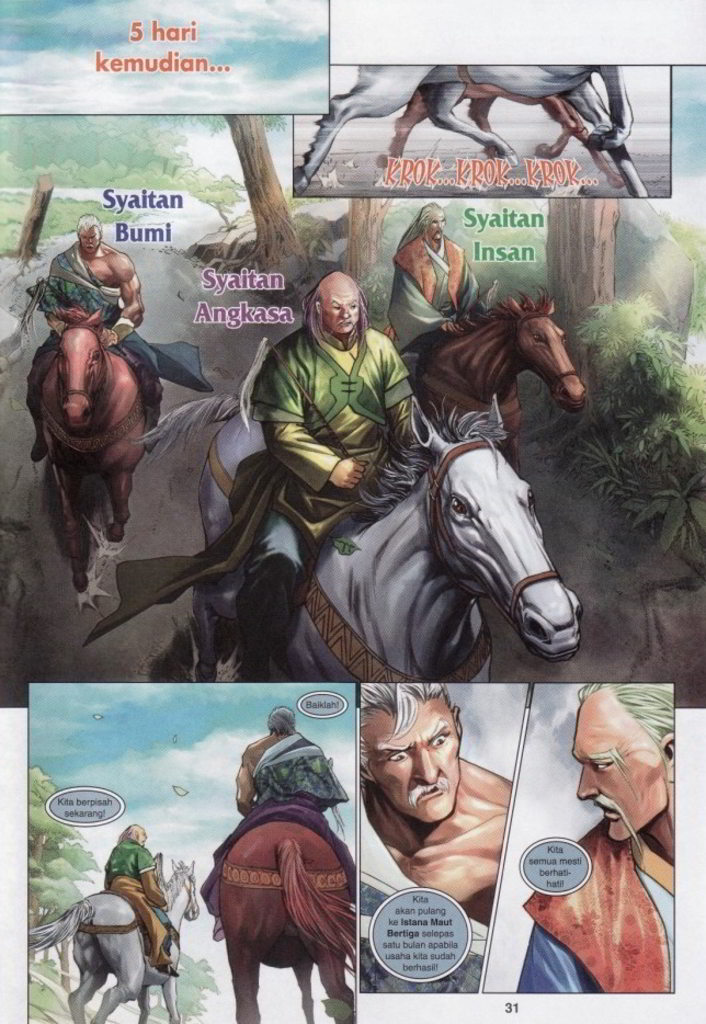 5 hari
kemudian...
KROK...KROK...KROK...
Syaitan
Bumi
Syaitan
Angkasa
Syaitan
Insan
Baiklah!
Kita berpisah
sekarang!
Kita
akan pulang
ke Istana Maut
Bertiga selepas
satu bulan apabila
usaha kita sudah
berhasil!
Kita
semua mesti
berhati-
hati!
31